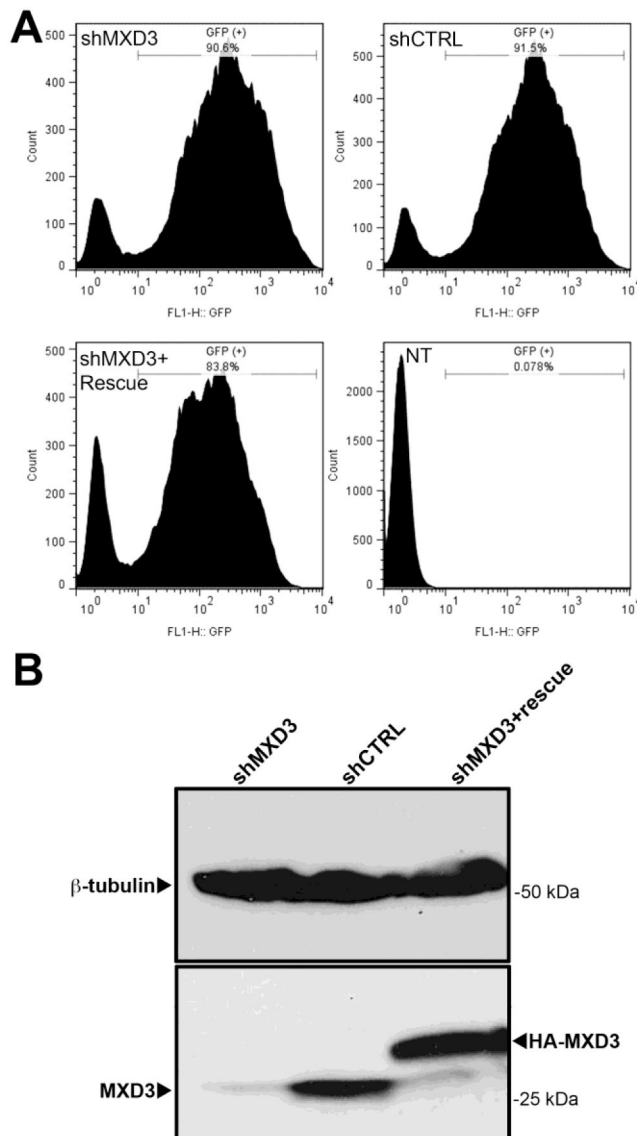 A
shMXD3
GFP (+)
90.6%
500
400
300
200
100
0
Count
10^0 10^1 10^2 10^3 10^4
FL1-H:: GFP
shCTRL
GFP (+)
91.5%
500
400
300
200
100
0
Count
10^0 10^1 10^2 10^3 10^4
FL1-H:: GFP
shMXD3+
Rescue
GFP (+)
83.8%
500
400
300
200
100
0
Count
10^0 10^1 10^2 10^3 10^4
FL1-H:: GFP
NT
GFP (+)
0.078%
2000
1500
1000
500
0
Count
10^0 10^1 10^2 10^3 10^4
FL1-H:: GFP
B
shMXD3
shCTRL
shMXD3+rescue
β-tubulin
-50 kDa
HA-MXD3
MXD3
-25 kDa